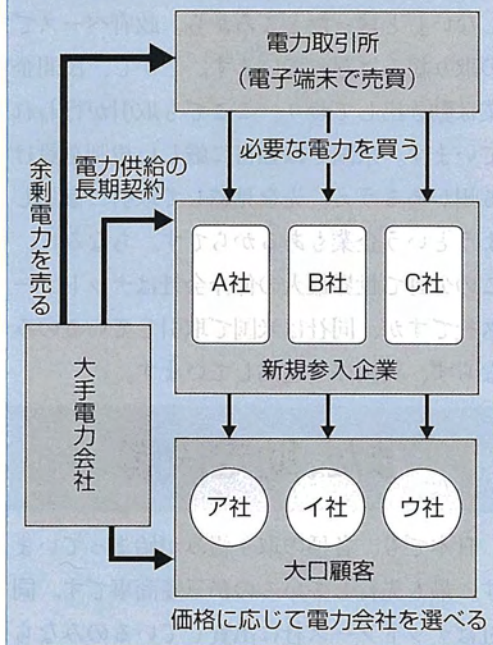 電力取引所
(電子端末で売買)
必要な電力を買う
余剰電力を売る
電力供給の
長期契約
A社
B社
C社
新規参入企業
大手電力会社
ア社
イ社
ウ社
大口顧客
価格に応じて電力会社を選べる